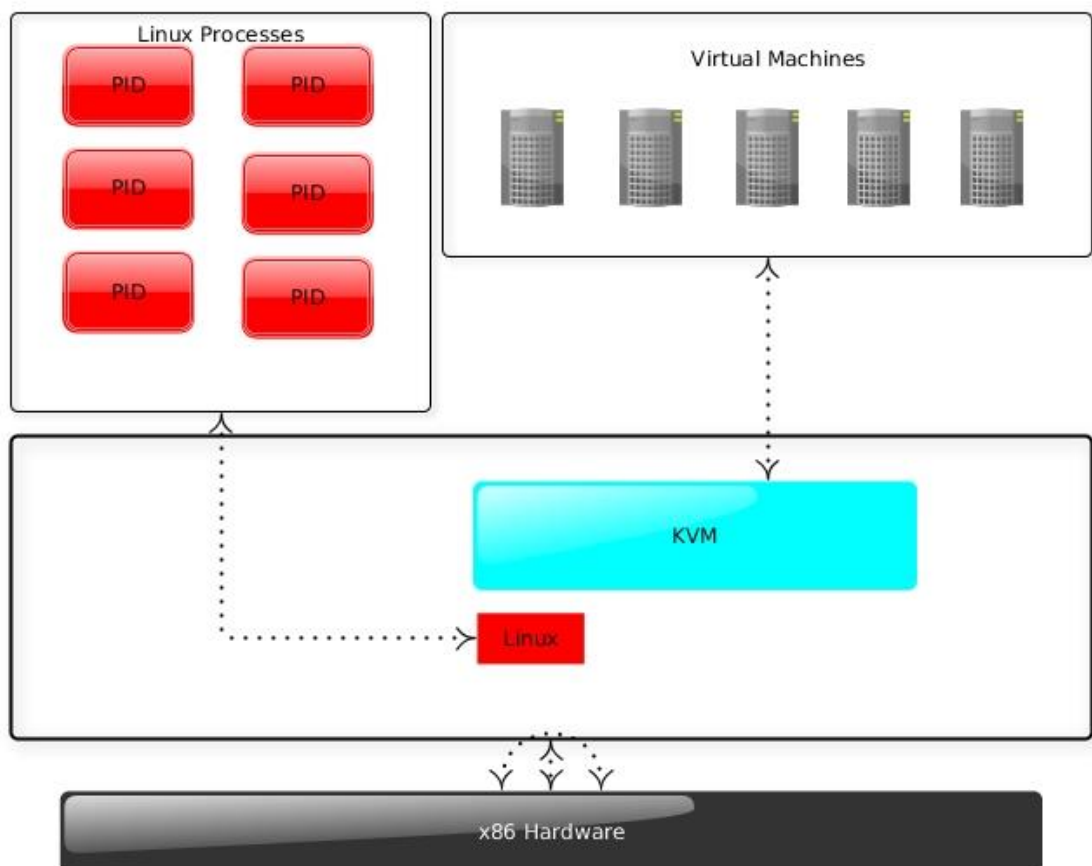 Linux Processes
PID
PID
PID
PID
PID
PID
Virtual Machines
KVM
Linux
x86 Hardware